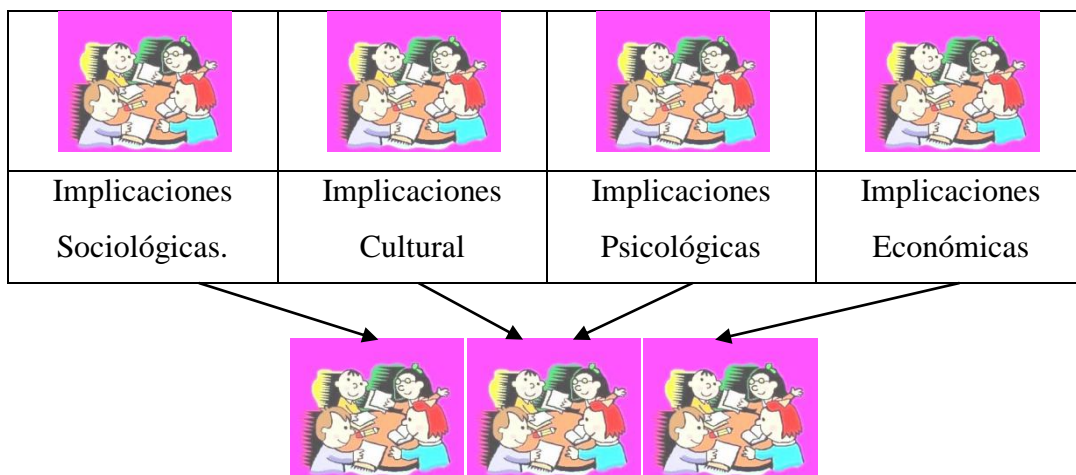 Implicaciones
Sociológicas.
Implicaciones
Cultural
Implicaciones
Psicológicas
Implicaciones
Económicas